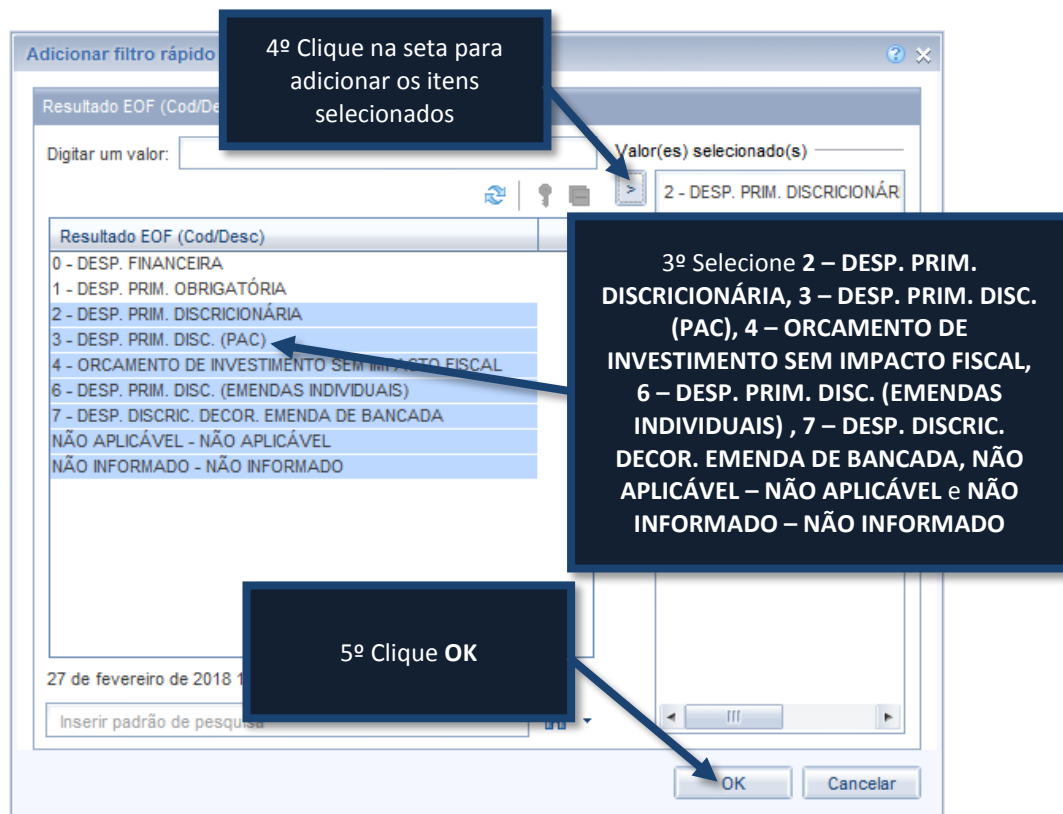 Adicionar filtro rápido
4º Clique na seta para
adicionar os itens
selecionados
Resultado EOF (Cod/De
Digitar um valor:
Valor(es) selecionado(s)
>
2 - DESP. PRIM. DISCRICIONÁR
Resultado EOF (Cod/Desc)
0 - DESP. FINANCEIRA
1 - DESP. PRIM. OBRIGATÓRIA
2 - DESP. PRIM. DISCRICIONÁRIA
3 - DESP. PRIM. DISC. (PAC)
4 - ORCAMENTO DE INVESTIMENTO SEM IMPACTO FISCAL
6 - DESP. PRIM. DISC. (EMENDAS INDIVIDUAIS)
7 - DESP. DISCRIC. DECOR. EMENDA DE BANCADA
NÃO APLICÁVEL - NÃO APLICÁVEL
NÃO INFORMADO - NÃO INFORMADO
3º Selecione 2 – DESP. PRIM.
DISCRICIONÁRIA, 3 – DESP. PRIM. DISC.
(PAC), 4 – ORCAMENTO DE
INVESTIMENTO SEM IMPACTO FISCAL,
6 – DESP. PRIM. DISC. (EMENDAS
INDIVIDUAIS) , 7 – DESP. DISCRIC.
DECOR. EMENDA DE BANCADA, NÃO
APLICÁVEL – NÃO APLICÁVEL e NÃO
INFORMADO – NÃO INFORMADO
5º Clique OK
27 de fevereiro de 2018 1
Inserir padrão de pesquisa
OK
Cancelar